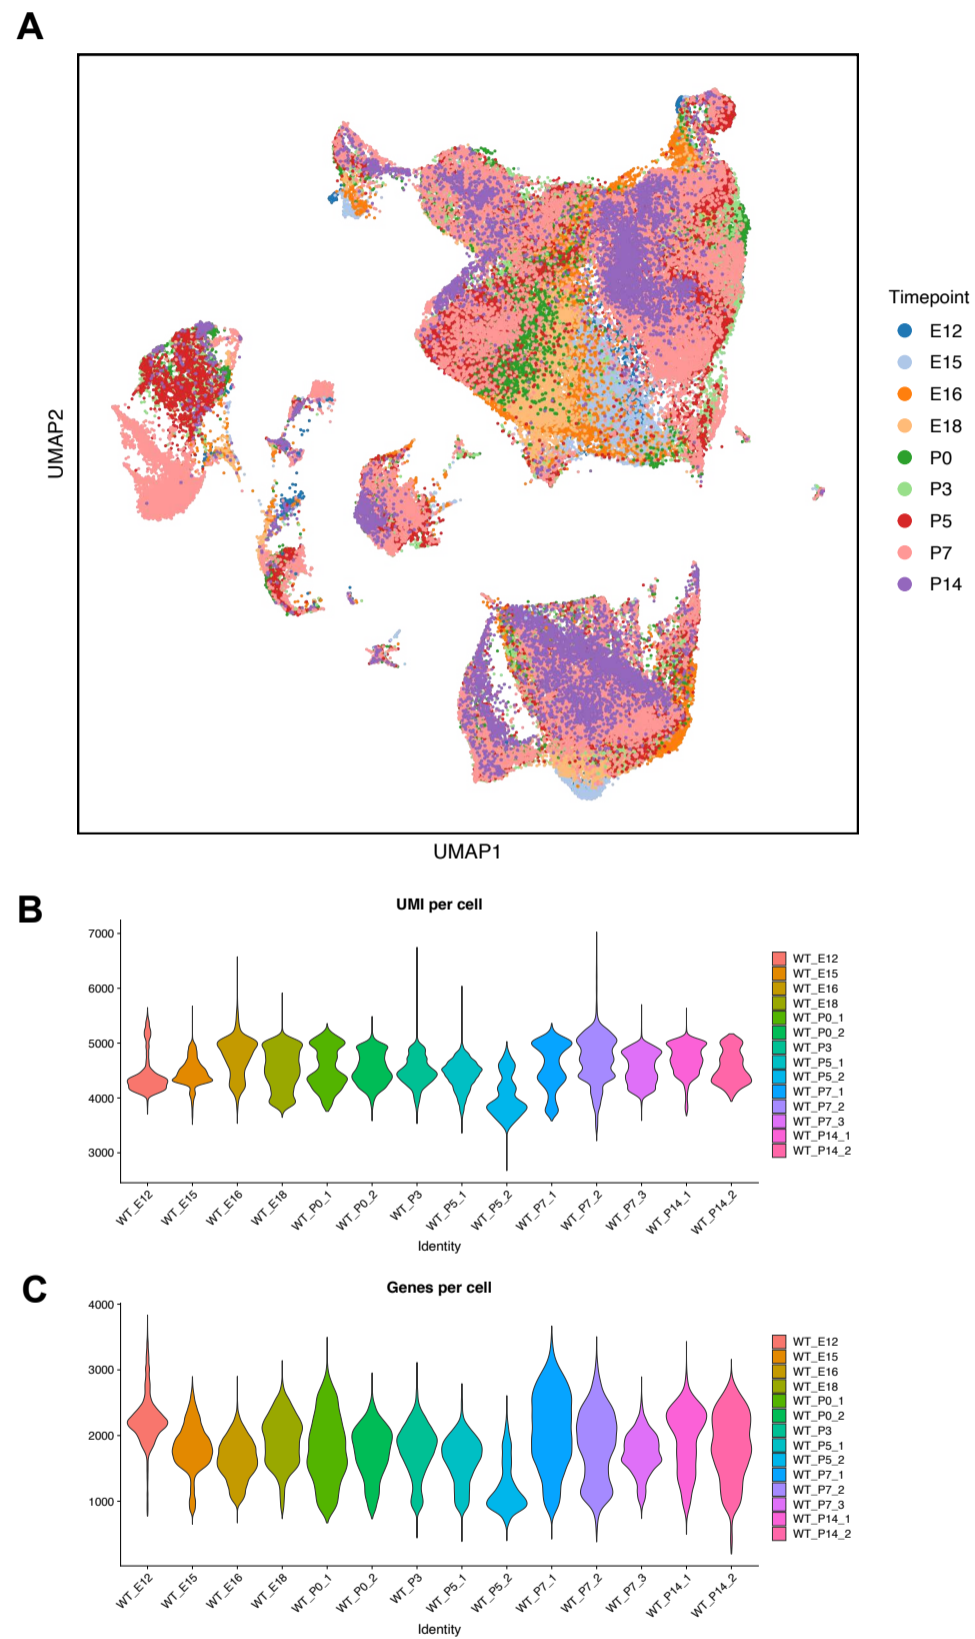 A
Timepoint
E12
E15
E16
E18
P0
P3
P5
P7
P14
UMAP2
UMAP1
B
UMI per cell
7000
6000
5000
4000
3000
WT_E12
WT_E15
WT_E16
WT_E18
WT_P0_1
WT_P0_2
WT_P3
WT_P5_1
WT_P5_2
WT_P7_1
WT_P7_2
WT_P7_3
WT_P14_1
WT_P14_2
Identity
WT_E12
WT_E15
WT_E16
WT_E18
WT_P0_1
WT_P0_2
WT_P3
WT_P5_1
WT_P5_2
WT_P7_1
WT_P7_2
WT_P7_3
WT_P14_1
WT_P14_2
C
Genes per cell
4000
3000
2000
1000
WT_E12
WT_E15
WT_E16
WT_E18
WT_P0_1
WT_P0_2
WT_P3
WT_P5_1
WT_P5_2
WT_P7_1
WT_P7_2
WT_P7_3
WT_P14_1
WT_P14_2
Identity
WT_E12
WT_E15
WT_E16
WT_E18
WT_P0_1
WT_P0_2
WT_P3
WT_P5_1
WT_P5_2
WT_P7_1
WT_P7_2
WT_P7_3
WT_P14_1
WT_P14_2